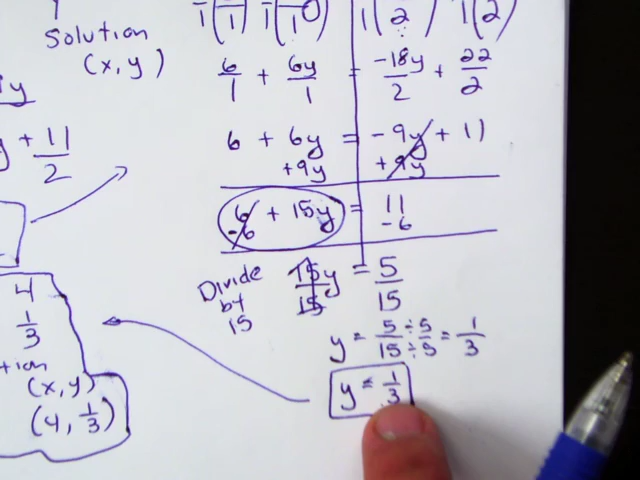 Solution
(x, y)
y
y + 11/2
6/1 + 6y/1 = -18y/2 + 22/2
6 + 6y = -9y + 11
+9y +9y
6 + 15y = 11
-6 -6
Divide by 15
15y/15 = 5/15
y = 5/15 ÷ 5/5 = 1/3
y = 1/3
4
1/3
(x, y)
(4, 1/3)